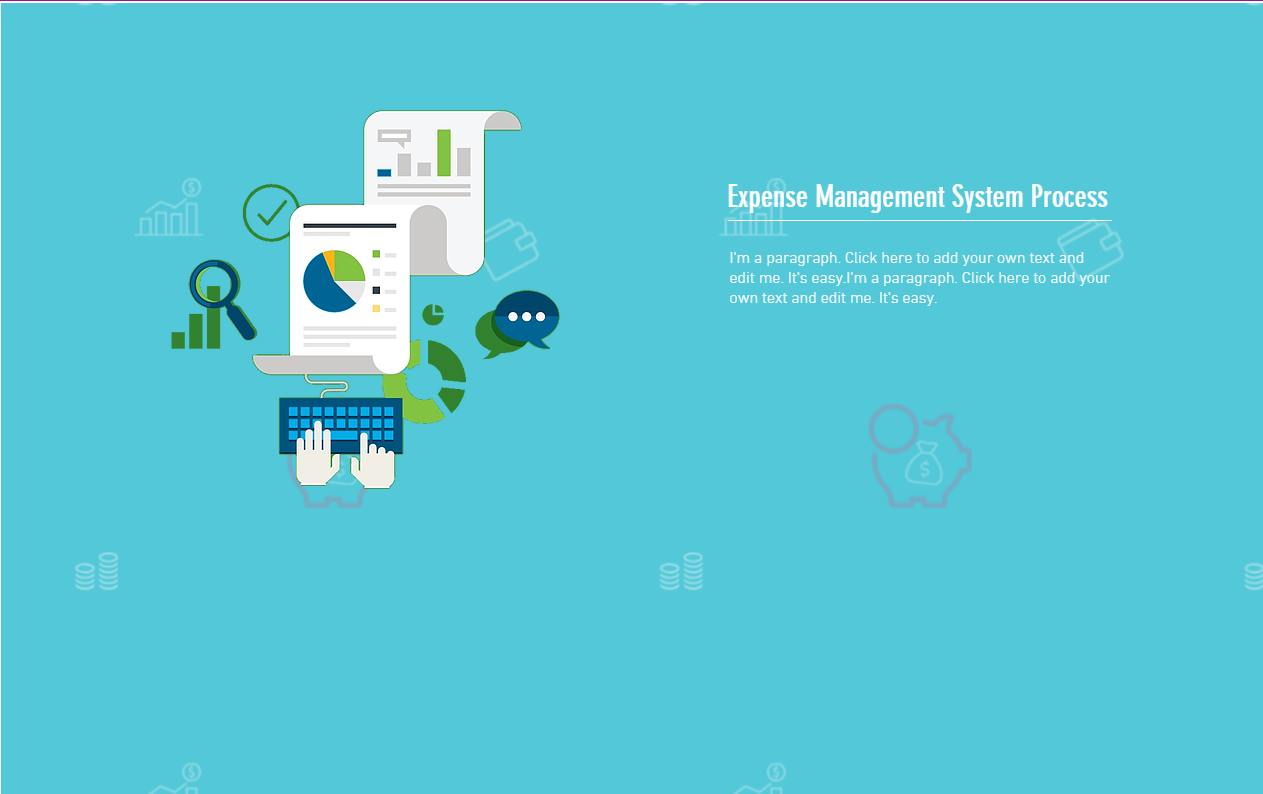 Expense Management System Process
I'm a paragraph. Click here to add your own text and
edit me. It's easy.I'm a paragraph. Click here to add your
own text and edit me. It's easy.